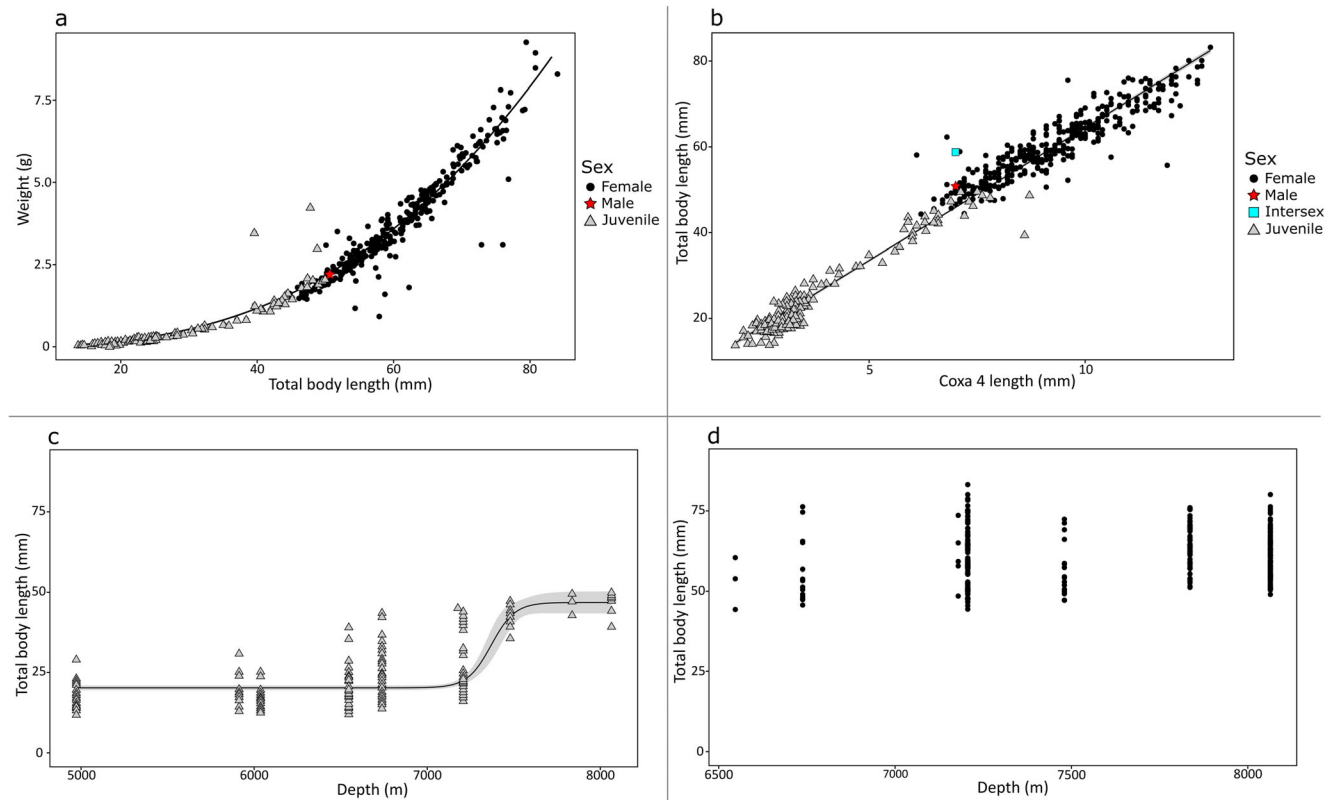 a
7.5
5.0
2.5
0
Weight (g)
20 40 60 80
Total body length (mm)
Sex
Female
Male
Juvenile
b
80
60
40
20
Total body length (mm)
5 10
Coxa 4 length (mm)
Sex
Female
Male
Intersex
Juvenile
c
75
50
25
0
Total body length (mm)
5000 6000 7000 8000
Depth (m)
d
75
50
25
0
Total body length (mm)
6500 7000 7500 8000
Depth (m)